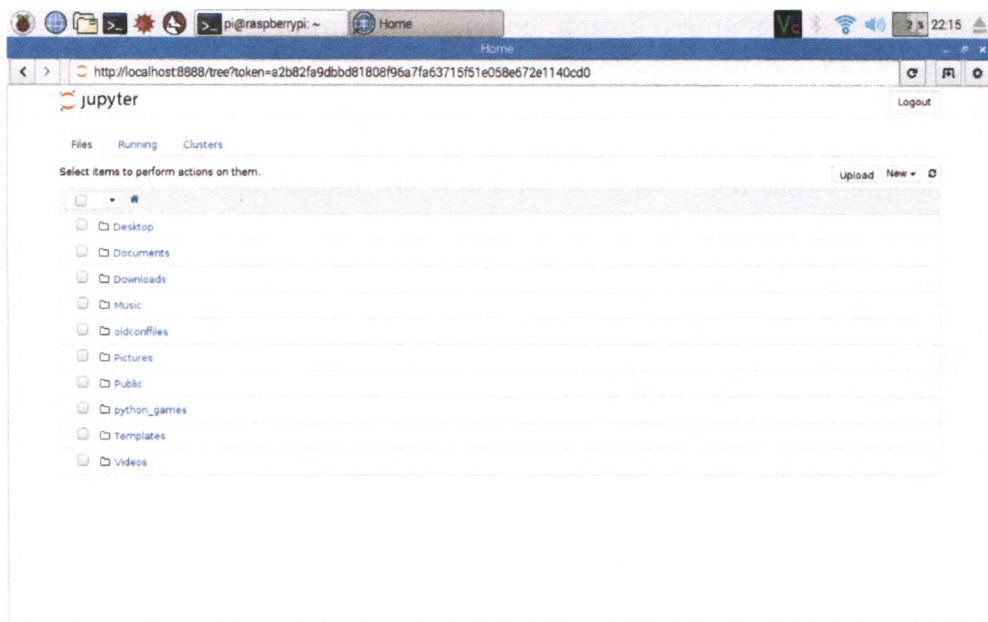 pi@raspberrypi: ~ Home 2 % 22:15
Home
http://localhost:8888/tree?token=a2b82fa9dbbd81808f96a7fa63715f51e058e672e1140cd0
jupyter Logout
Files Running Clusters
Select items to perform actions on them. Upload New
Desktop
Documents
Downloads
Music
oldconffiles
Pictures
Public
python_games
Templates
Videos